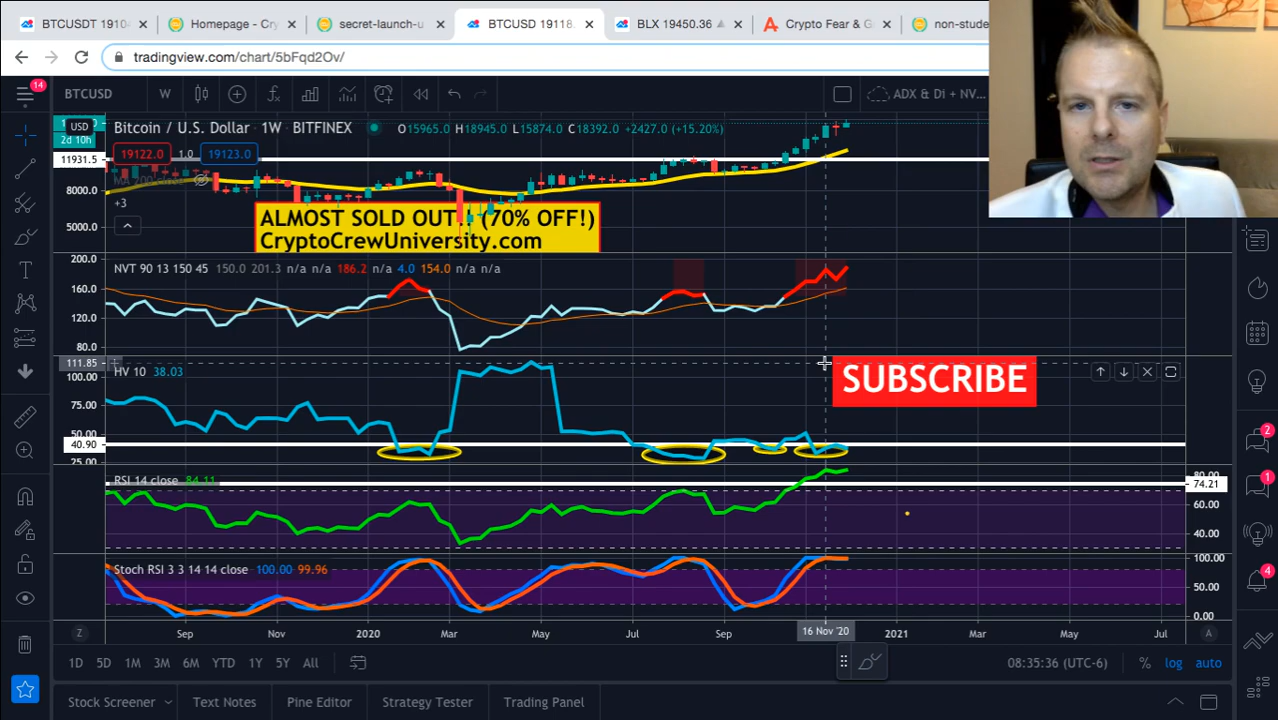 BTCUSDT 1910
Homepage - Cry
secret-launch-u
BTCUSD 19118.
BLX 19450.36
Crypto Fear & G
non-stude
tradingview.com/chart/5bFqd2Ov/
14
BTCUSD
W
ADX & Di + NV...
USD
Bitcoin / U.S. Dollar · 1W · BITFINEX
O15965.0 H18945.0 L15874.0 C18392.0 +2427.0 (+15.20%)
2d 10h
19122.0
1.0
19123.0
11931.5
8000.0
+3
5000.0
ALMOST SOLD OUT (70% OFF!)
CryptoCrewUniversity.com
200.0
NVT 90 13 150 45 150.0 201.3 n/a n/a 186.2 n/a 4.0 154.0 n/a n/a
160.0
120.0
80.0
111.85
HV 10 38.03
SUBSCRIBE
100.00
75.00
50.00
40.90
25.00
RSI 14 close 84.11
80.00
74.21
60.00
40.00
Stoch RSI 3 3 14 14 close 100.00 99.96
100.00
50.00
0.00
Z
Sep
Nov
2020
Mar
May
Jul
Sep
16 Nov '20
2021
Mar
May
Jul
A
2
1
4
1D
5D
1M
3M
6M
YTD
1Y
5Y
All
08:35:36 (UTC-6)
%
log
auto
Stock Screener
Text Notes
Pine Editor
Strategy Tester
Trading Panel